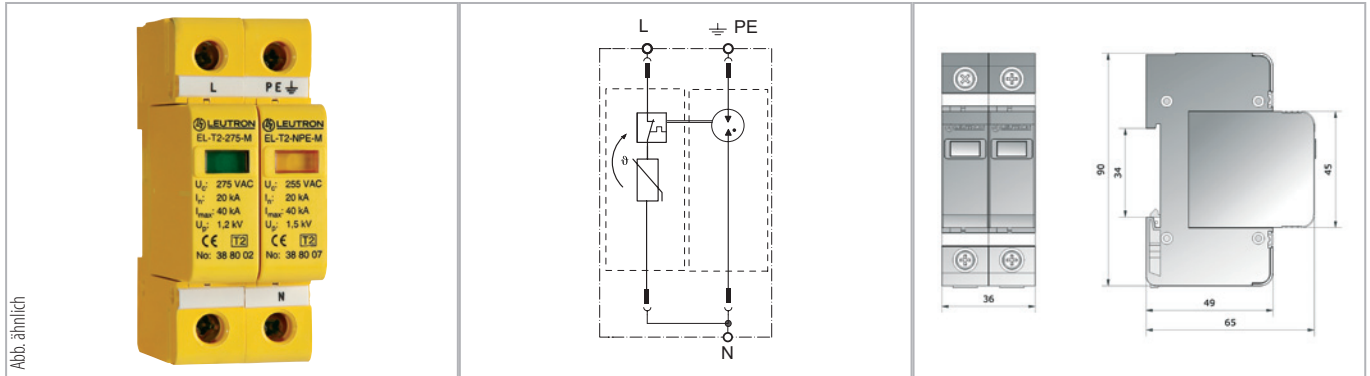 L
PE
LEUTRON
EL-T2-275-M
Uc: 275 VAC
In: 20 kA
Imax: 40 kA
Up: 1,2 kV
CE T2
No: 38 80 02
LEUTRON
EL-T2-NPE-M
Uc: 255 VAC
In: 20 kA
Imax: 40 kA
Up: 1,5 kV
CE T2
No: 38 80 07
N
Abb. ähnlich
L
PE
ϑ
N
36
90
34
45
49
65